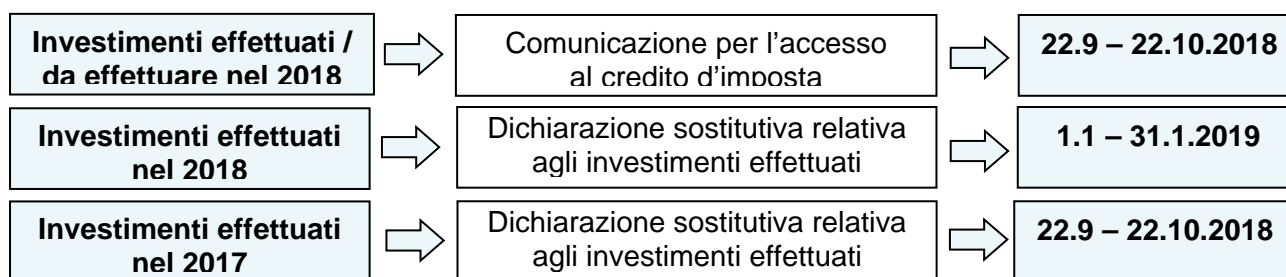 Investimenti effettuati /
da effettuare nel 2018
Comunicazione per l’accesso
al credito d’imposta
22.9 – 22.10.2018
Investimenti effettuati
nel 2018
Dichiarazione sostitutiva relativa
agli investimenti effettuati
1.1 – 31.1.2019
Investimenti effettuati
nel 2017
Dichiarazione sostitutiva relativa
agli investimenti effettuati
22.9 – 22.10.2018